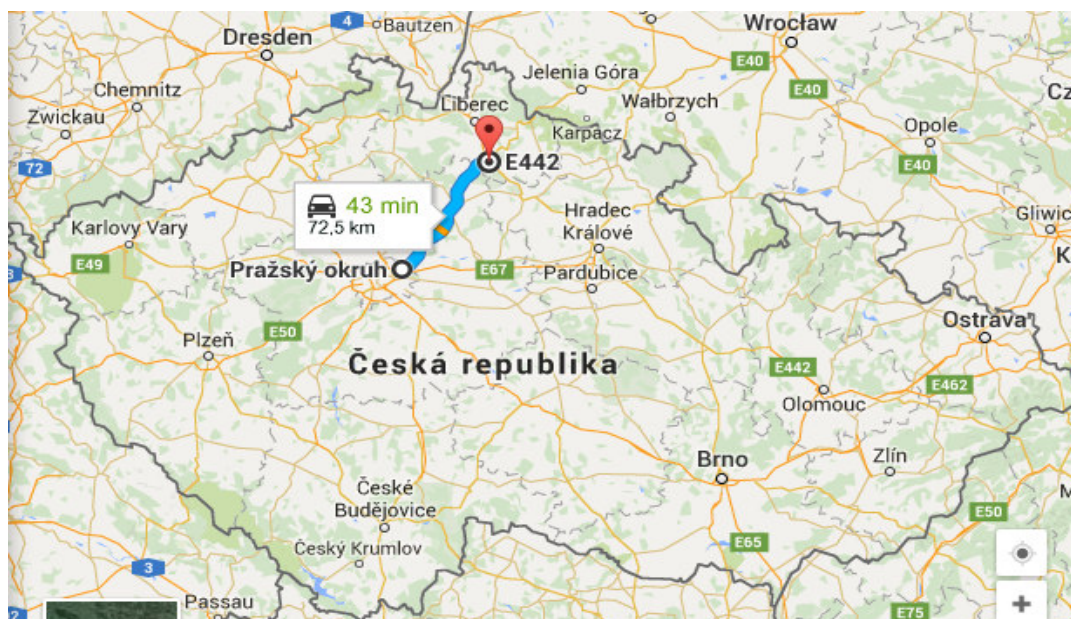 4
Bautzen
Dresden
Wrocław
E40
Jelenia Góra
Chemnitz
Zwickau
Liberec
Wałbrzych
E40
Cz
Karpacz
Opole
72
E442
E40
43 min
72,5 km
Hradec
Králové
Karlovy Vary
Gliwic
E49
Pražský okruh
E67
Pardubice
K
E50
Plzeň
Ostrava
Česká republika
E442
E462
Olomouc
Brno
Zlín
České
Budějovice
M
E50
Český Krumlov
E65
3
Passau
E75
+